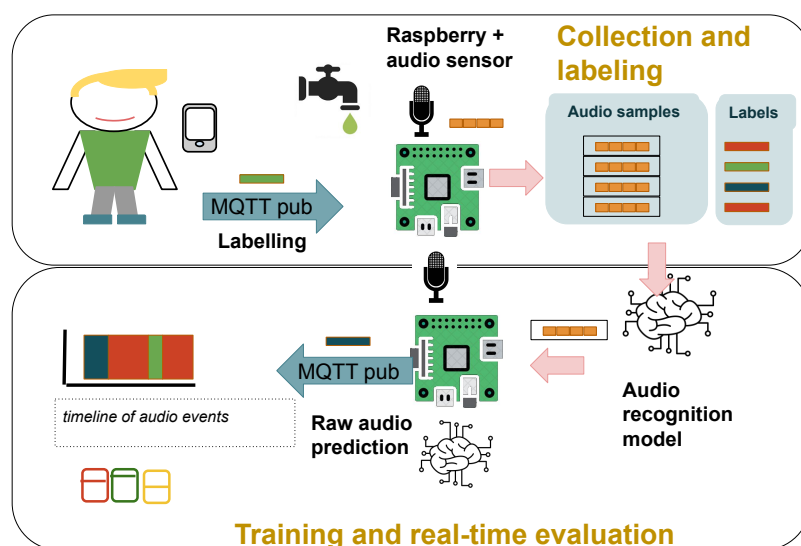 Raspberry +
audio sensor
Collection and
labeling
Audio samples
Labels
MQTT pub
Labelling
MQTT pub
timeline of audio events
Raw audio
prediction
Audio
recognition
model
Training and real-time evaluation